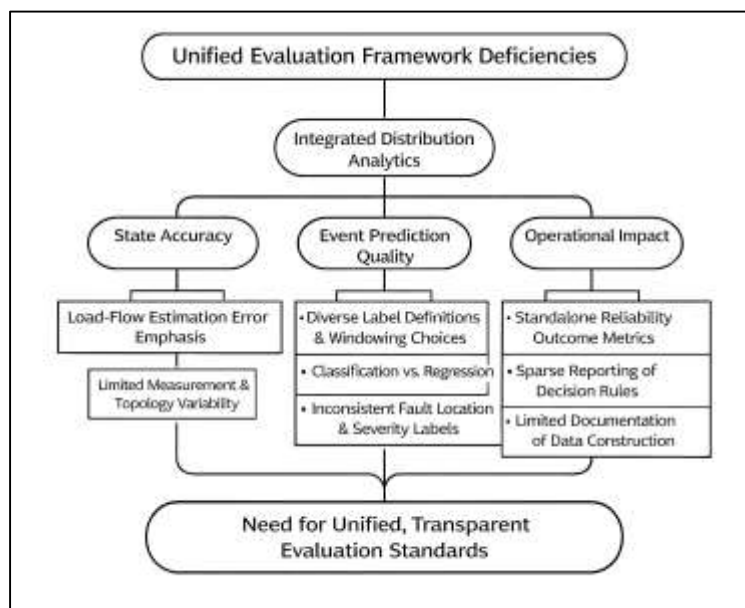 Unified Evaluation Framework Deficiencies
Integrated Distribution
Analytics
State Accuracy
Event Prediction
Quality
Operational Impact
Load-Flow Estimation Error
Emphasis
Limited Measurement &
Topology Variability
• Diverse Label Definitions
& Windowing Choices
• Classification vs. Regression
• Inconsistent Fault Location
& Severity Labels
• Standalone Reliability
Outcome Metrics
• Sparse Reporting of
Decision Rules
• Limited Documentation
of Data Construction
Need for Unified, Transparent
Evaluation Standards